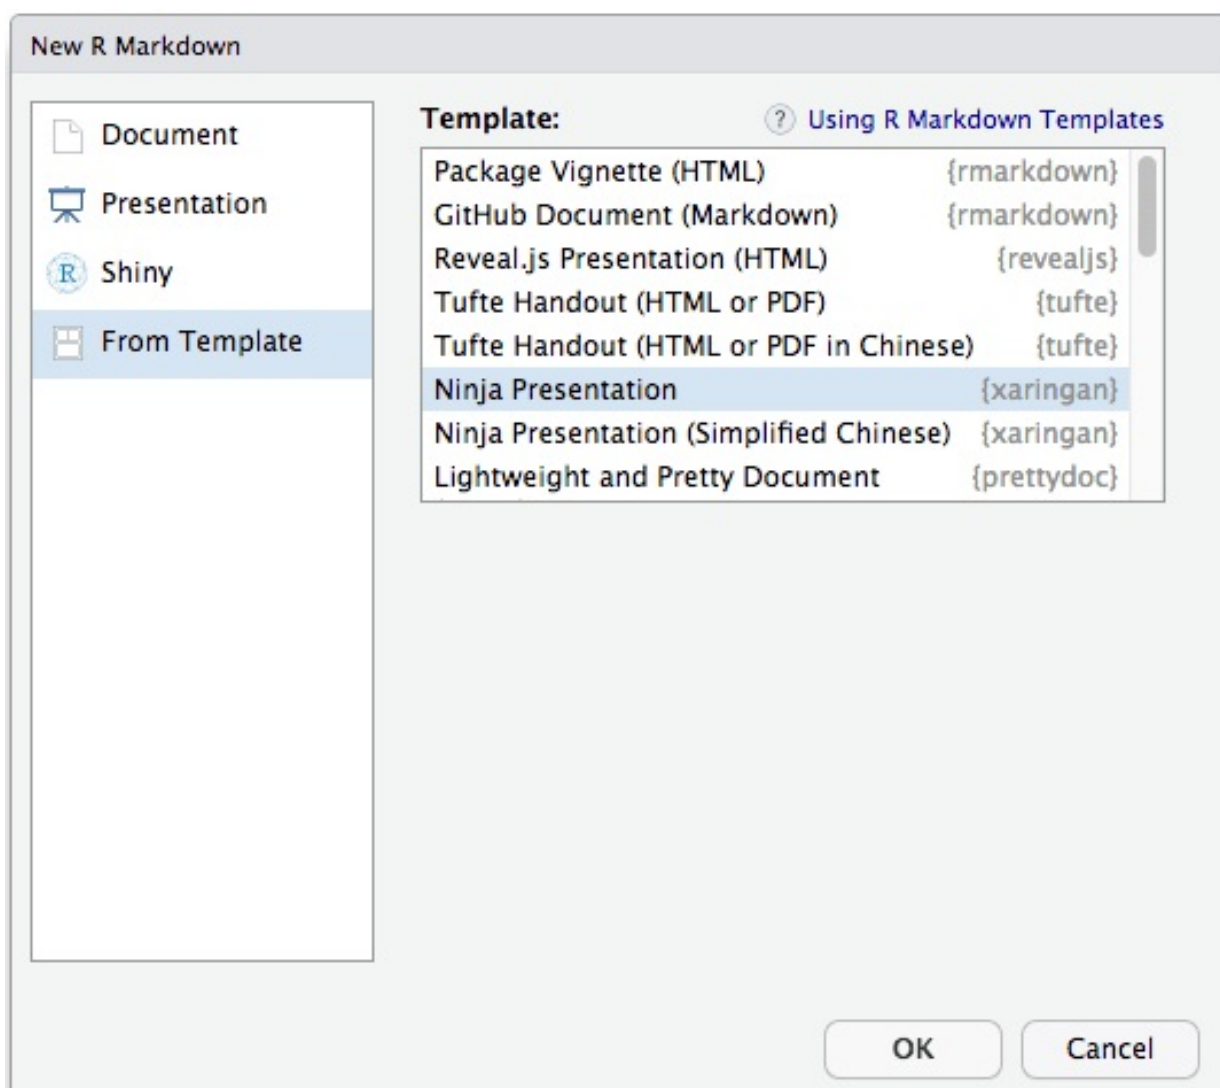 New R Markdown
Document
Presentation
R Shiny
From Template
Template: ? Using R Markdown Templates
Package Vignette (HTML) {rmarkdown}
GitHub Document (Markdown) {rmarkdown}
Reveal.js Presentation (HTML) {revealjs}
Tufte Handout (HTML or PDF) {tufte}
Tufte Handout (HTML or PDF in Chinese) {tufte}
Ninja Presentation {xaringan}
Ninja Presentation (Simplified Chinese) {xaringan}
Lightweight and Pretty Document {prettydoc}
OK Cancel